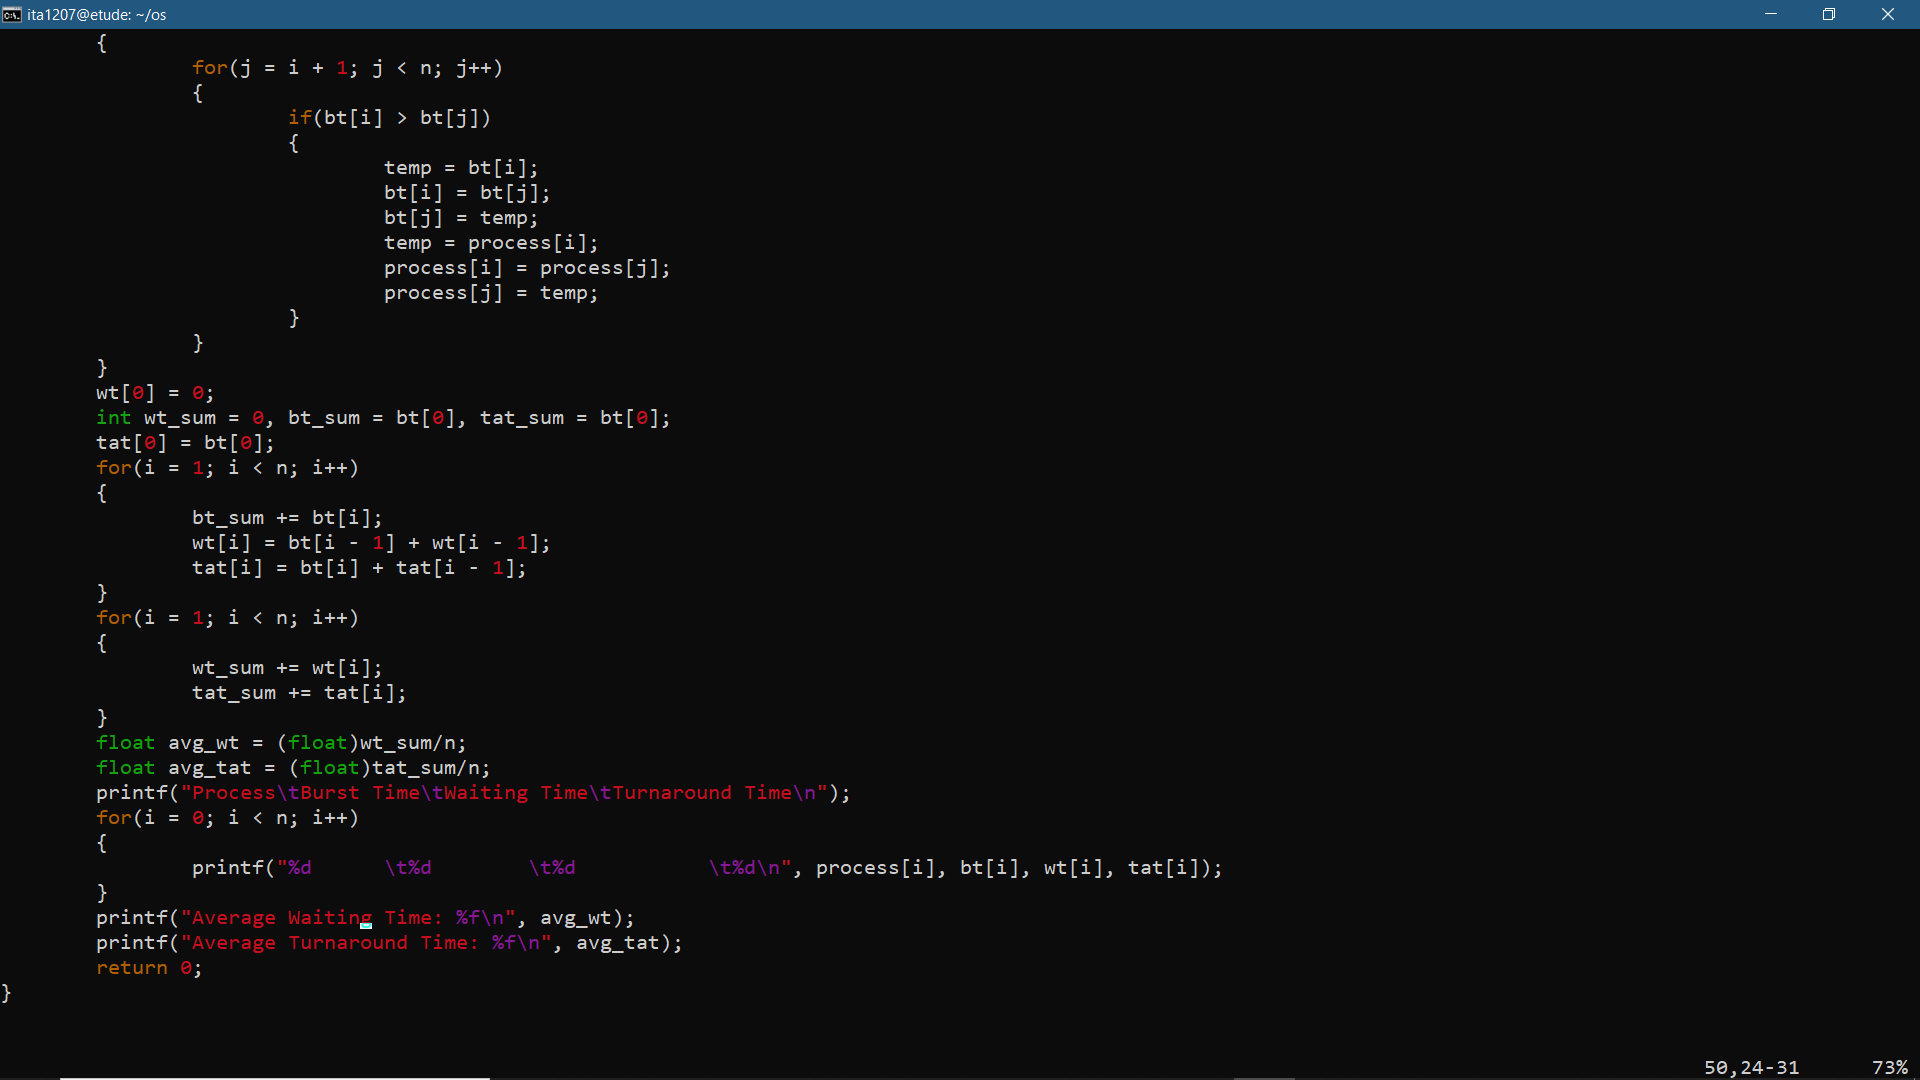 ita1207@etude: ~/os
{
for(j = i + 1; j < n; j++)
{
if(bt[i] > bt[j])
{
temp = bt[i];
bt[i] = bt[j];
bt[j] = temp;
temp = process[i];
process[i] = process[j];
process[j] = temp;
}
}
}
wt[0] = 0;
int wt_sum = 0, bt_sum = bt[0], tat_sum = bt[0];
tat[0] = bt[0];
for(i = 1; i < n; i++)
{
bt_sum += bt[i];
wt[i] = bt[i - 1] + wt[i - 1];
tat[i] = bt[i] + tat[i - 1];
}
for(i = 1; i < n; i++)
{
wt_sum += wt[i];
tat_sum += tat[i];
}
float avg_wt = (float)wt_sum/n;
float avg_tat = (float)tat_sum/n;
printf("Process\tBurst Time\tWaiting Time\tTurnaround Time\n");
for(i = 0; i < n; i++)
{
printf("%d      \t%d        \t%d           \t%d\n", process[i], bt[i], wt[i], tat[i]);
}
printf("Average Waiting Time: %f\n", avg_wt);
printf("Average Turnaround Time: %f\n", avg_tat);
return 0;
}
50,24-31 73%